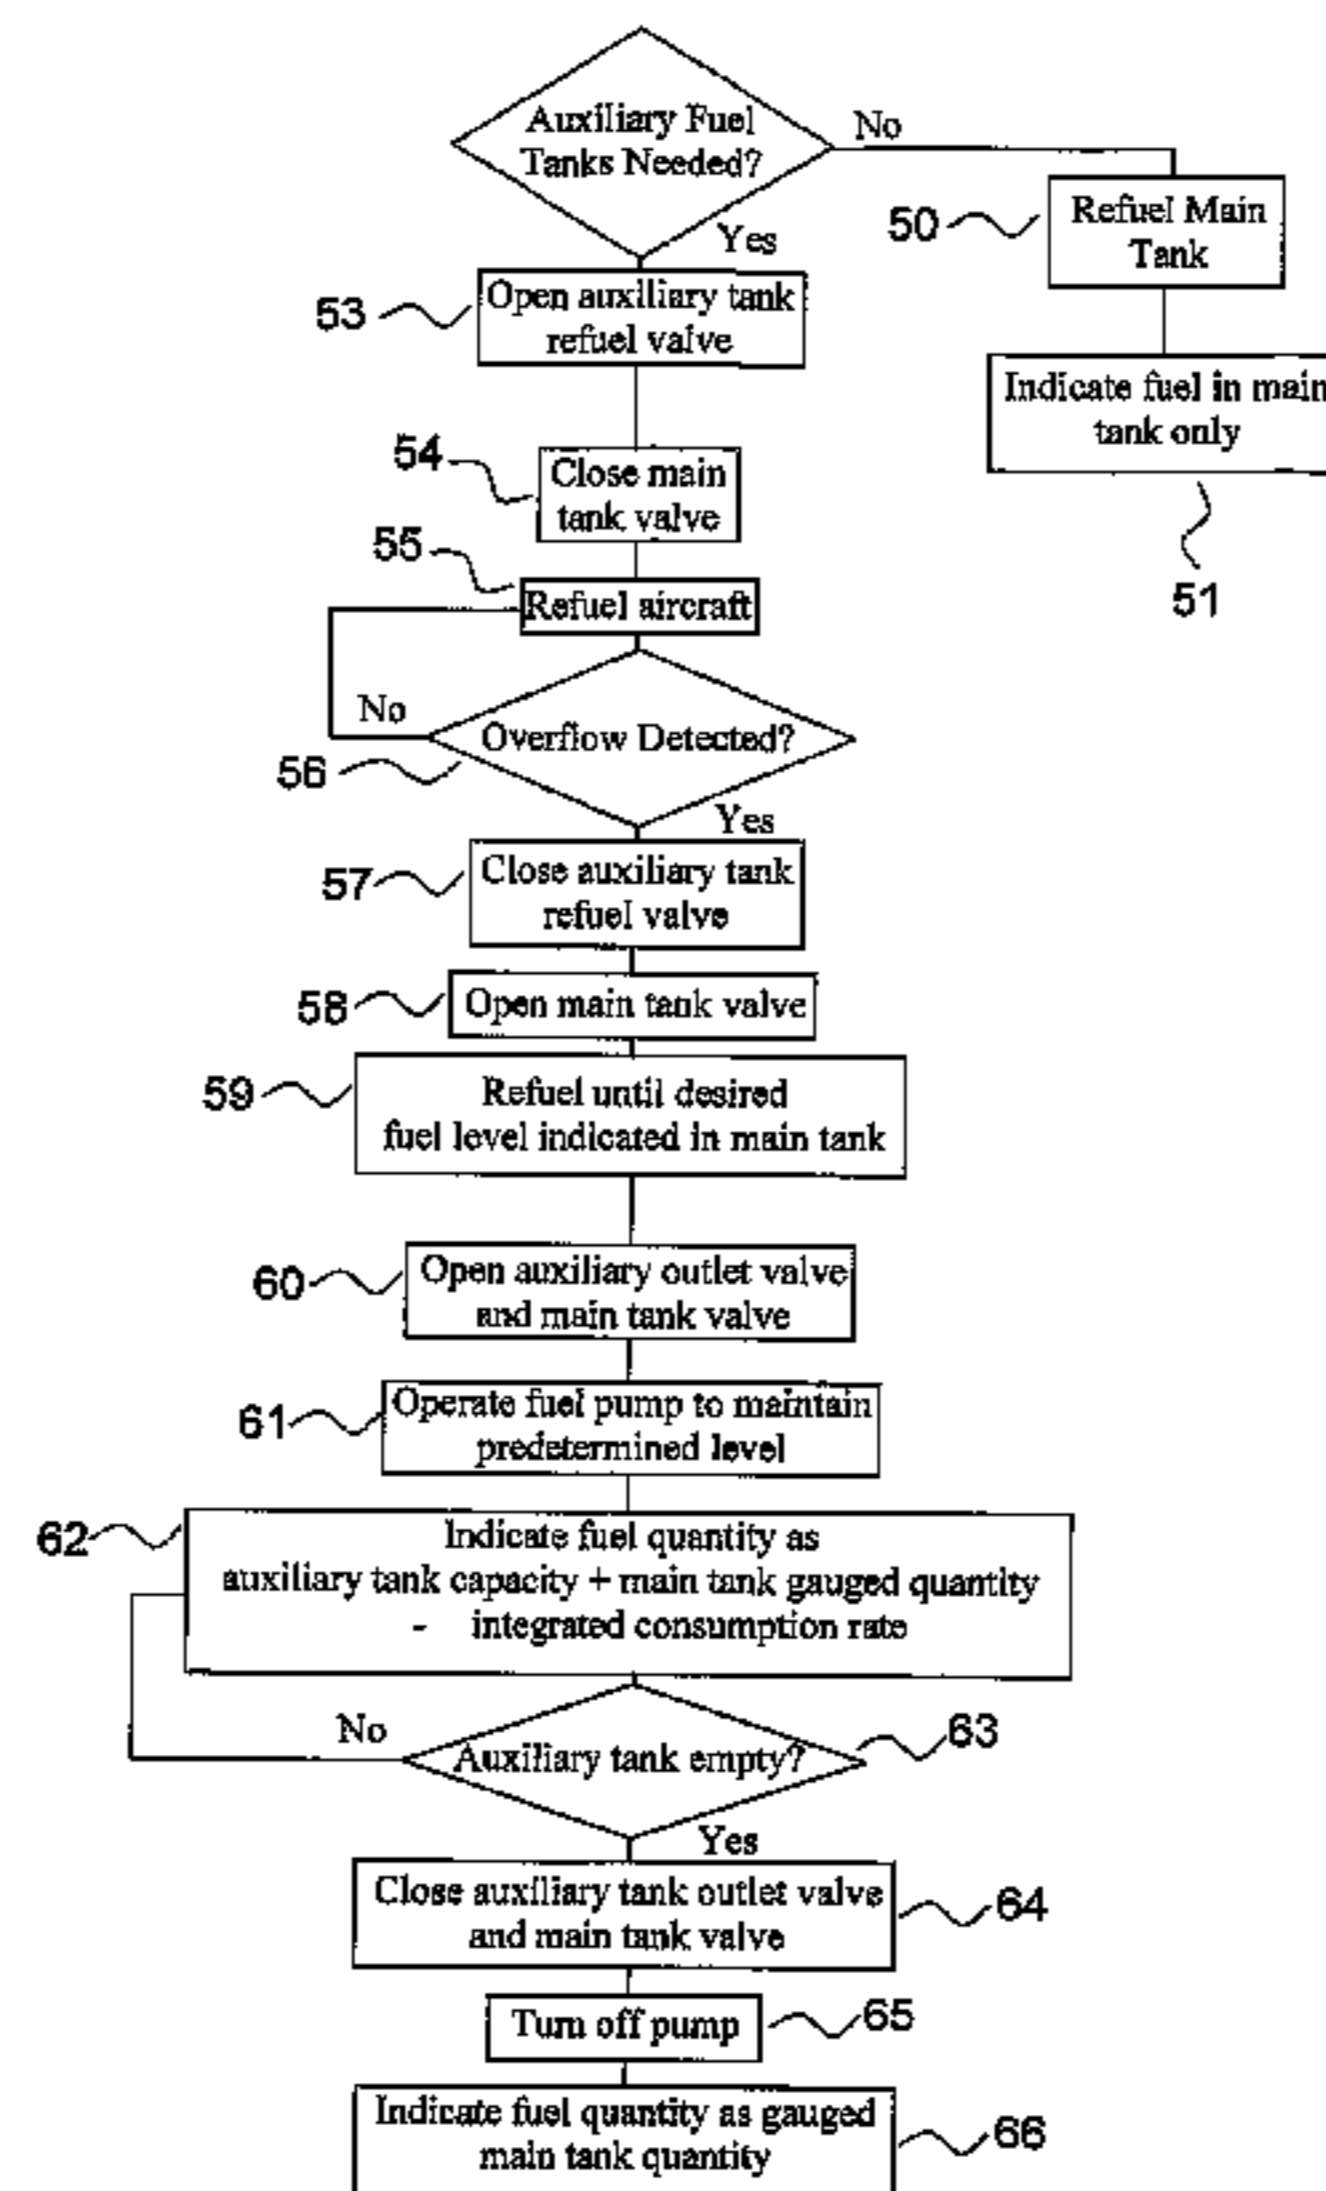 Auxiliary Fuel
Tanks Needed?
No
Yes
50
Refuel Main
Tank
53
Open auxiliary tank
refuel valve
Indicate fuel in main
tank only
51
54
Close main
tank valve
55
Refuel aircraft
No
Overflow Detected?
56
Yes
57
Close auxiliary tank
refuel valve
58
Open main tank valve
59
Refuel until desired
fuel level indicated in main tank
60
Open auxiliary outlet valve
and main tank valve
61
Operate fuel pump to maintain
predetermined level
62
Indicate fuel quantity as
auxiliary tank capacity + main tank gauged quantity
- integrated consumption rate
No
Auxiliary tank empty?
63
Yes
Close auxiliary tank outlet valve
and main tank valve
64
Turn off pump
65
Indicate fuel quantity as gauged
main tank quantity
66